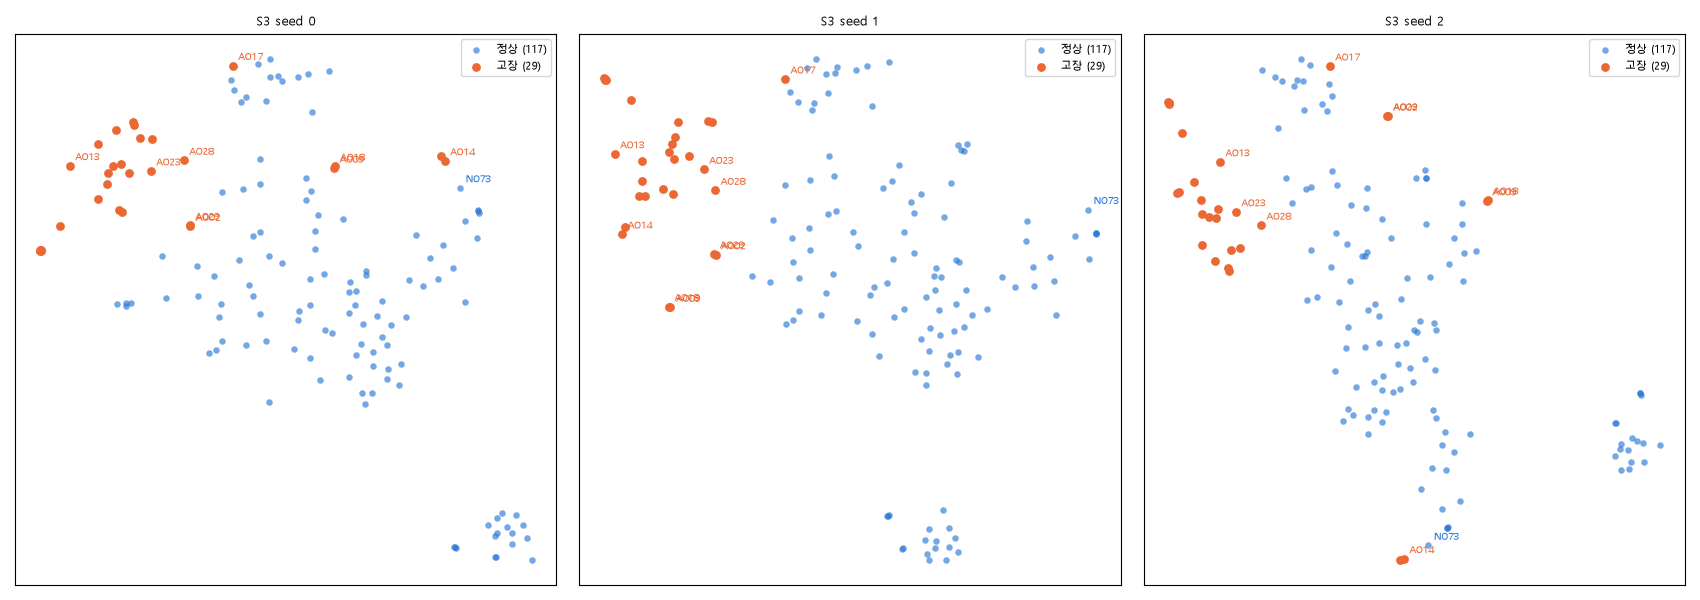 S3 seed 0
정상 (117)
고장 (29)
A017
A013
A023
A028
A014
N073
S3 seed 1
정상 (117)
고장 (29)
A017
A013
A023
A028
A014
N073
S3 seed 2
정상 (117)
고장 (29)
A017
A013
A023
A028
N073
A014